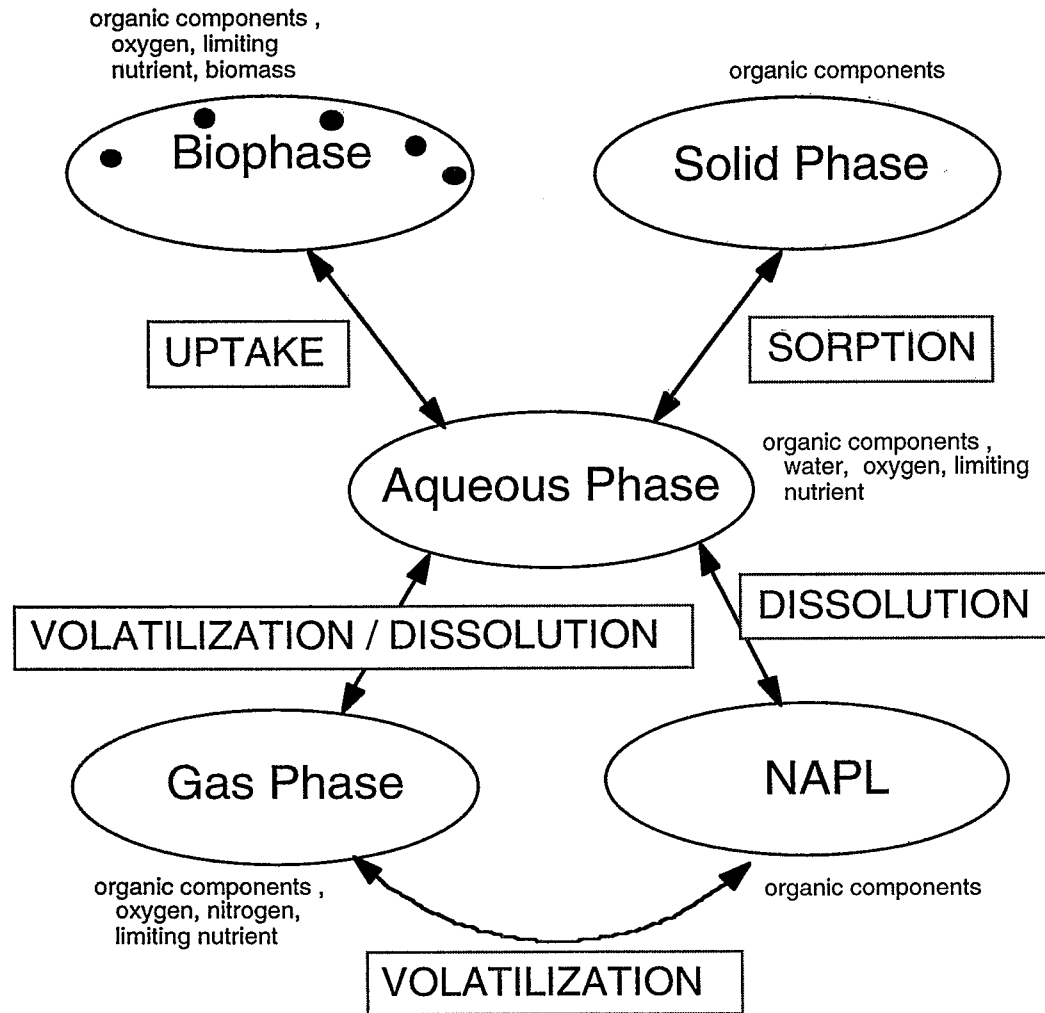 organic components ,
oxygen, limiting
nutrient, biomass
Biophase
organic components
Solid Phase
UPTAKE
SORPTION
Aqueous Phase
organic components ,
water, oxygen, limiting
nutrient
VOLATILIZATION / DISSOLUTION
DISSOLUTION
Gas Phase
NAPL
organic components ,
oxygen, nitrogen,
limiting nutrient
organic components
VOLATILIZATION